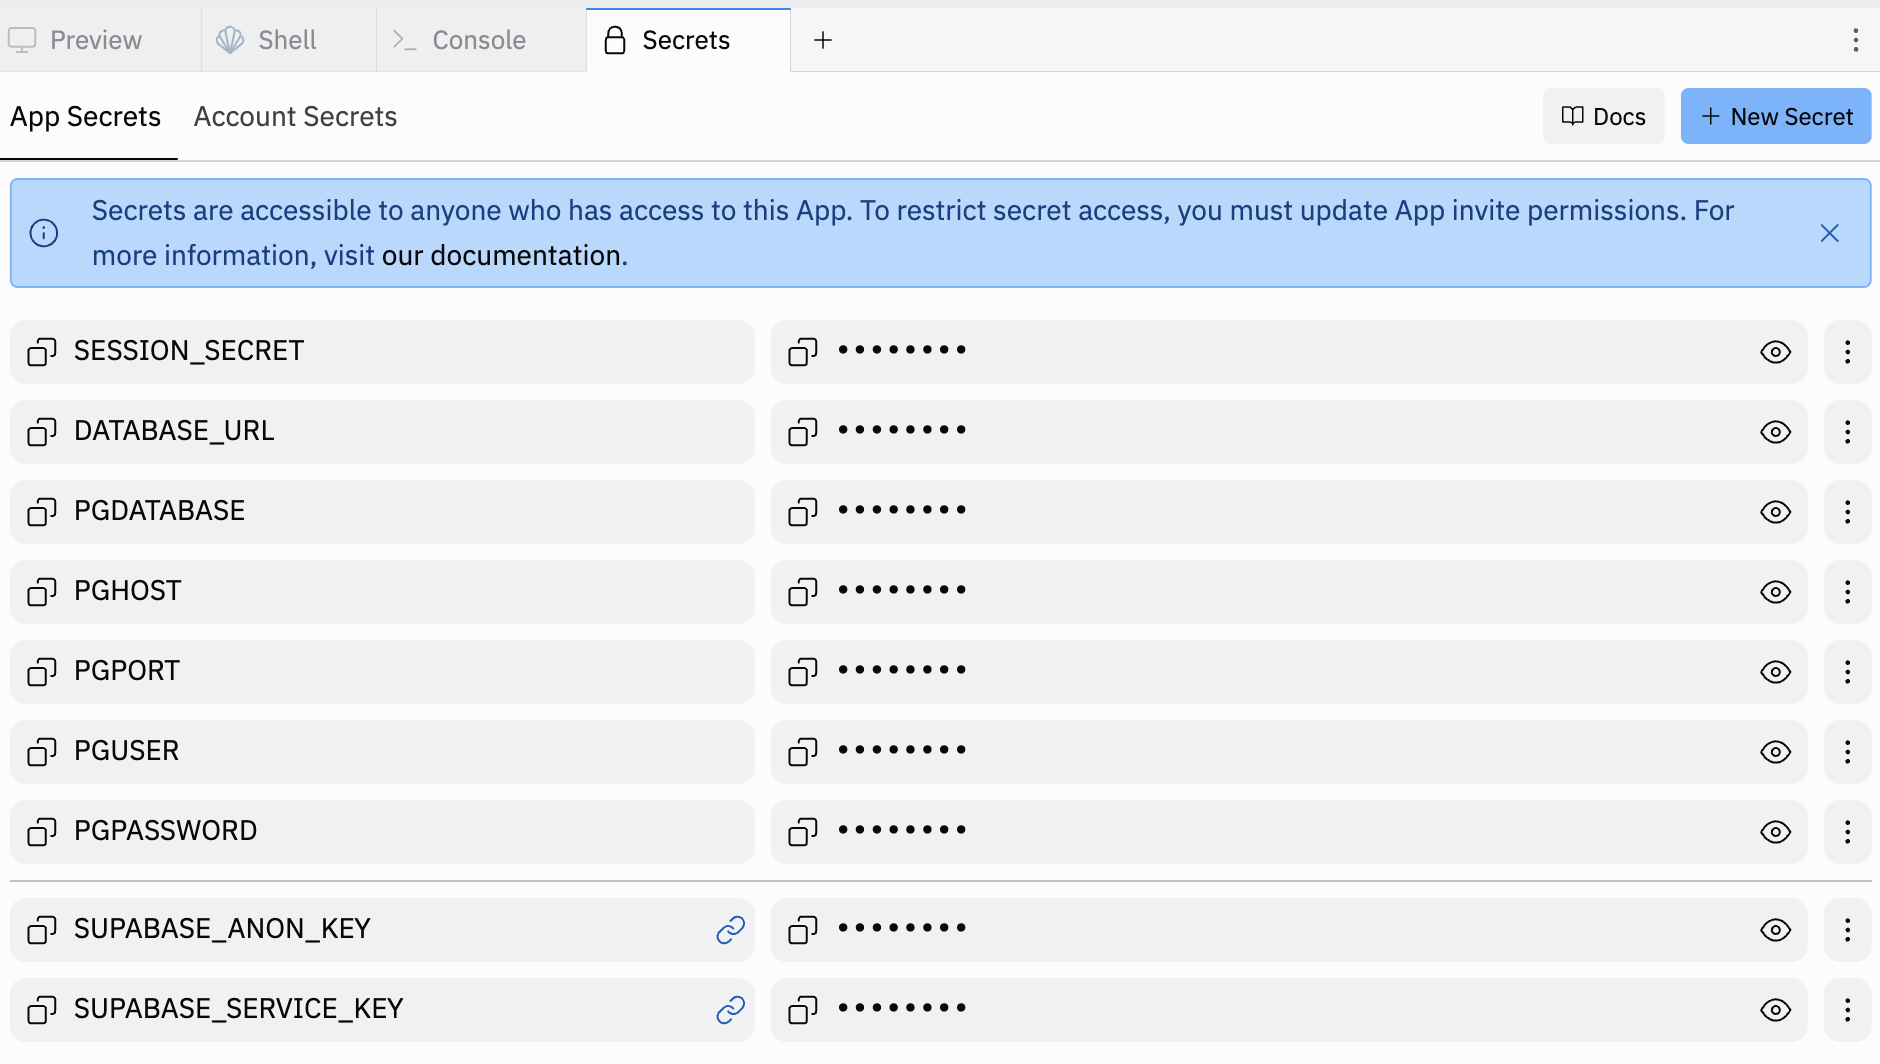 Preview
Shell
Console
Secrets
App Secrets
Account Secrets
Docs
New Secret
Secrets are accessible to anyone who has access to this App. To restrict secret access, you must update App invite permissions. For
more information, visit our documentation.
SESSION_SECRET ••••••••
DATABASE_URL ••••••••
PGDATABASE ••••••••
PGHOST ••••••••
PGPORT ••••••••
PGUSER ••••••••
PGPASSWORD ••••••••
SUPABASE_ANON_KEY ••••••••
SUPABASE_SERVICE_KEY ••••••••